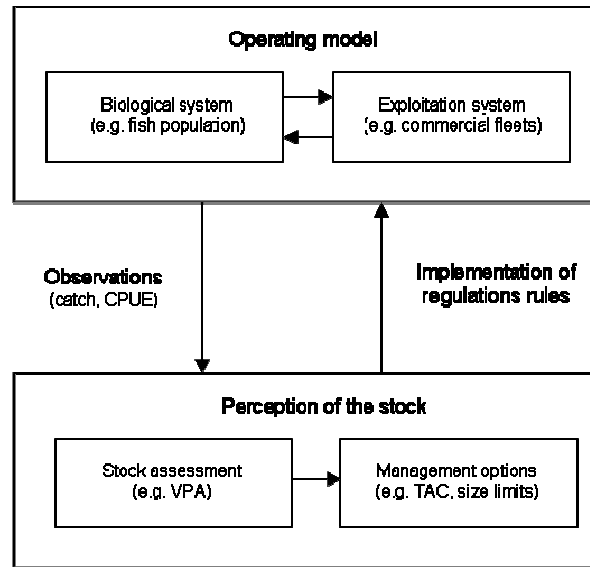 Operating model
Biological system
(e.g. fish population)
Exploitation system
(e.g. commercial fleets)
Observations
(catch, CPUE)
Implementation of
regulations rules
Perception of the stock
Stock assessment
(e.g. VPA)
Management options
(e.g. TAC, size limits)